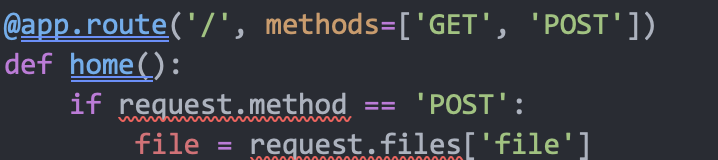 @app.route('/', methods=['GET', 'POST'])
def home():
    if request.method == 'POST':
        file = request.files['file']